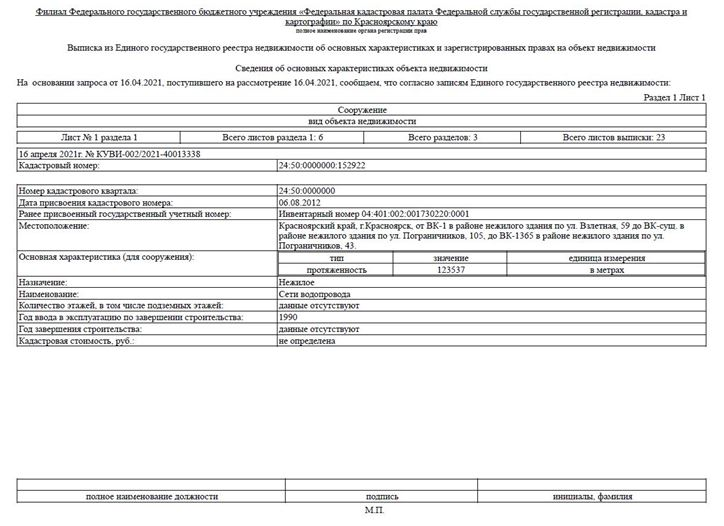 Филиал Федерального государственного бюджетного учреждения «Федеральная кадастровая палата Федеральной службы государственной регистрации, кадастра и
картографии» по Красноярскому краю
полное наименование органа регистрации прав
Выписка из Единого государственного реестра недвижимости об основных характеристиках и зарегистрированных правах на объект недвижимости
Сведения об основных характеристиках объекта недвижимости
На основании запроса от 16.04.2021, поступившего на рассмотрение 16.04.2021, сообщаем, что согласно записям Единого государственного реестра недвижимости:
Раздел 1 Лист 1
Сооружение
вид объекта недвижимости
Лист № 1 раздела 1 Всего листов раздела 1: 6 Всего разделов: 3 Всего листов выписки: 23
16 апреля 2021г. № КУВИ-002/2021-40013338
Кадастровый номер: 24:50:0000000:152922
Номер кадастрового квартала: 24:50:0000000
Дата присвоения кадастрового номера: 06.08.2012
Ранее присвоенный государственный учетный номер: Инвентарный номер 04:401:002:001730220:0001
Местоположение: Красноярский край, г.Красноярск, от ВК-1 в районе нежилого здания по ул. Взлетная, 59 до ВК-сущ. в
районе нежилого здания по ул. Пограничников, 105, до ВК-1365 в районе нежилого здания по ул.
Пограничников, 43.
Основная характеристика (для сооружения): тип значение единица измерения
протяженность 123537 в метрах
Назначение: Нежилое
Наименование: Сети водопровода
Количество этажей, в том числе подземных этажей: данные отсутствуют
Год ввода в эксплуатацию по завершении строительства: 1990
Год завершения строительства: данные отсутствуют
Кадастровая стоимость, руб.: не определена
полное наименование должности подпись инициалы, фамилия
М.П.